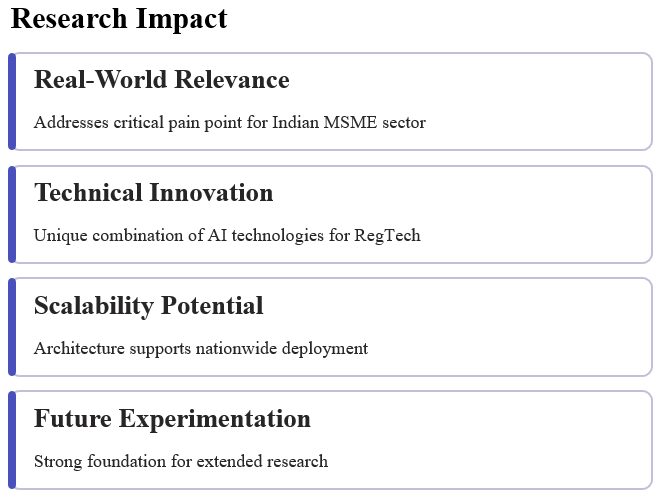 Research Impact
Real-World Relevance
Addresses critical pain point for Indian MSME sector
Technical Innovation
Unique combination of AI technologies for RegTech
Scalability Potential
Architecture supports nationwide deployment
Future Experimentation
Strong foundation for extended research